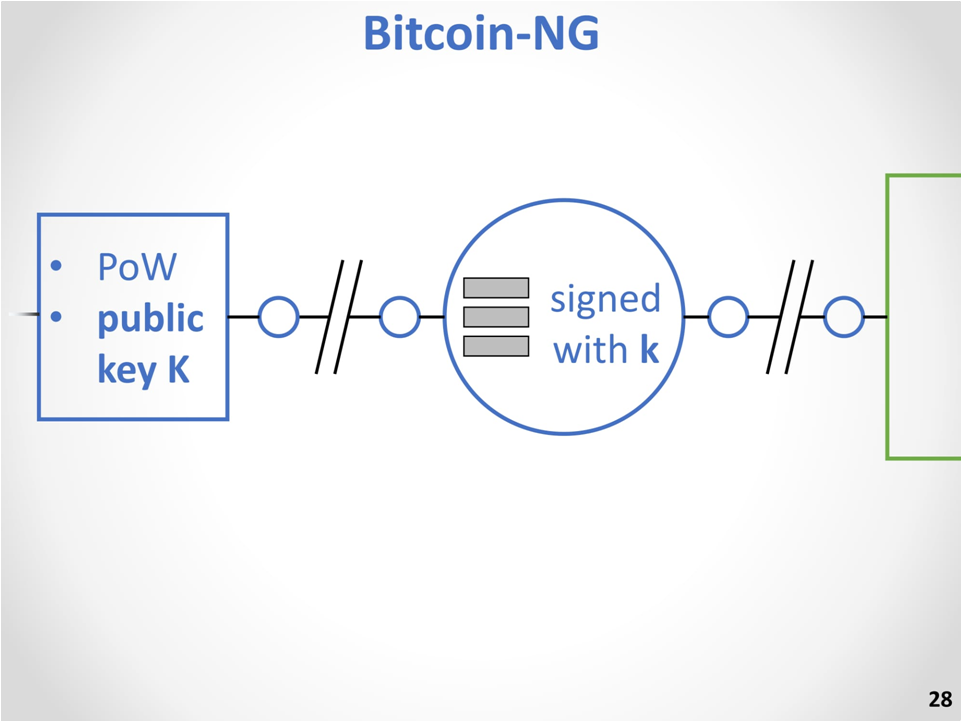 Bitcoin-NG
• PoW
• public
key K
signed
with k
28